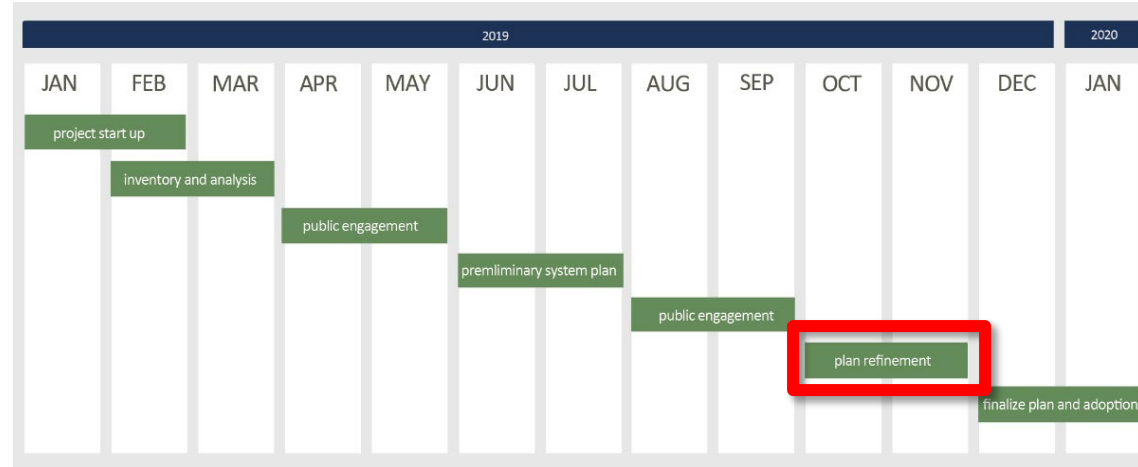 2019 2020
JAN FEB MAR APR MAY JUN JUL AUG SEP OCT NOV DEC JAN
project start up
inventory and analysis
public engagement
premliminary system plan
public engagement
plan refinement
finalize plan and adoption